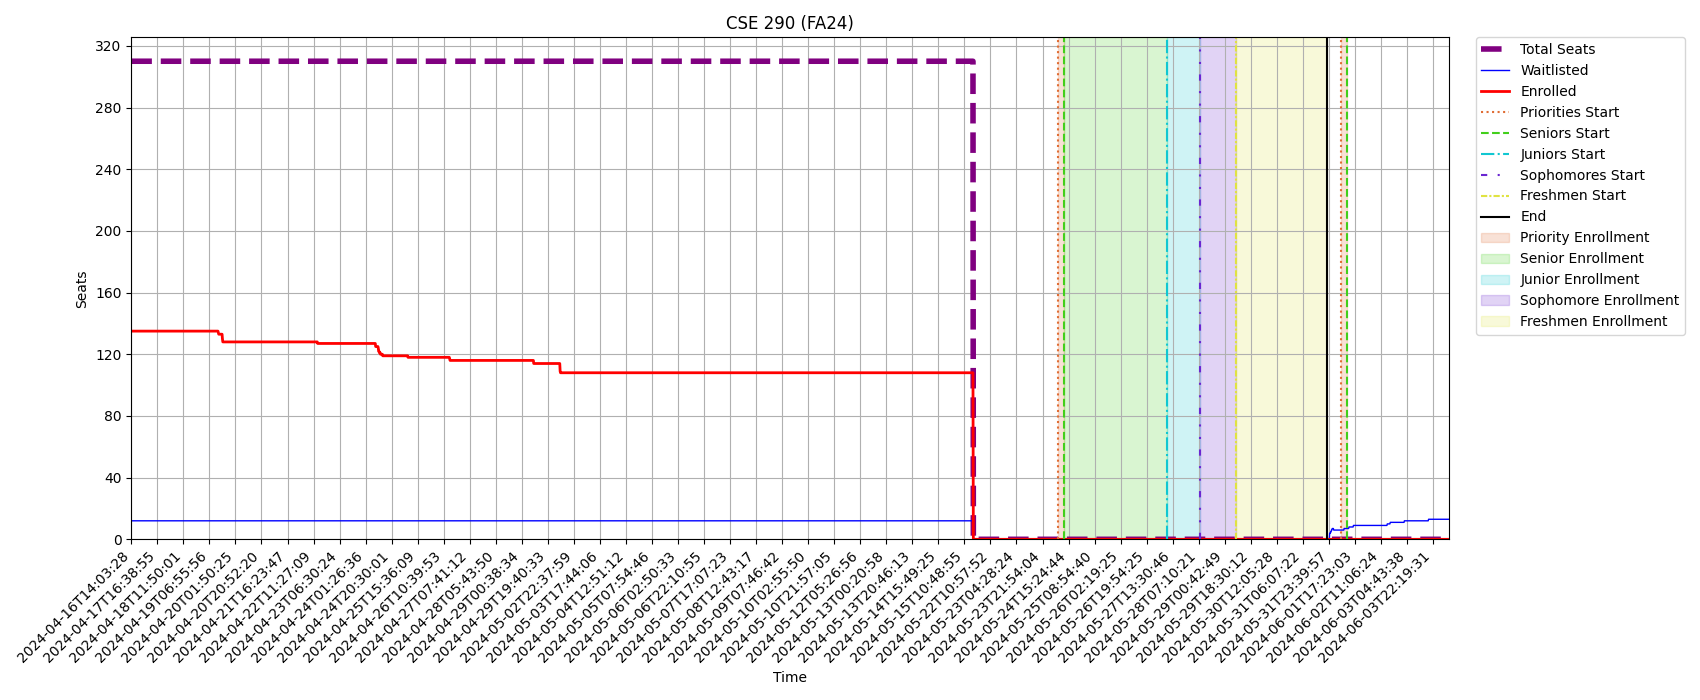 CSE 290 (FA24)
320
280
240
200
160
120
80
40
0
Seats
2024-04-16T14:03:28
2024-04-17T16:38:55
2024-04-18T11:50:01
2024-04-19T06:55:56
2024-04-20T01:50:25
2024-04-20T20:52:20
2024-04-21T16:23:47
2024-04-22T11:27:09
2024-04-23T06:30:24
2024-04-24T01:26:36
2024-04-24T20:30:01
2024-04-25T15:36:09
2024-04-26T10:39:53
2024-04-27T07:41:12
2024-04-28T05:43:50
2024-04-29T00:38:34
2024-04-29T19:40:33
2024-05-02T22:37:59
2024-05-03T17:44:06
2024-05-04T12:51:12
2024-05-05T07:54:46
2024-05-06T02:50:33
2024-05-06T22:10:55
2024-05-07T17:07:23
2024-05-08T12:43:17
2024-05-09T07:46:42
2024-05-10T02:55:50
2024-05-10T21:57:05
2024-05-12T05:26:56
2024-05-13T00:20:58
2024-05-13T20:46:13
2024-05-14T15:49:25
2024-05-15T10:48:55
2024-05-22T10:57:52
2024-05-23T04:28:24
2024-05-23T21:54:04
2024-05-24T15:24:44
2024-05-25T08:54:40
2024-05-26T02:19:25
2024-05-26T19:54:25
2024-05-27T13:30:46
2024-05-28T07:10:21
2024-05-29T00:42:49
2024-05-29T18:30:12
2024-05-30T12:05:28
2024-05-31T06:07:22
2024-05-31T23:39:57
2024-06-01T17:23:03
2024-06-02T11:06:24
2024-06-03T04:43:38
2024-06-03T22:19:31
Time
Total Seats
Waitlisted
Enrolled
Priorities Start
Seniors Start
Juniors Start
Sophomores Start
Freshmen Start
End
Priority Enrollment
Senior Enrollment
Junior Enrollment
Sophomore Enrollment
Freshmen Enrollment